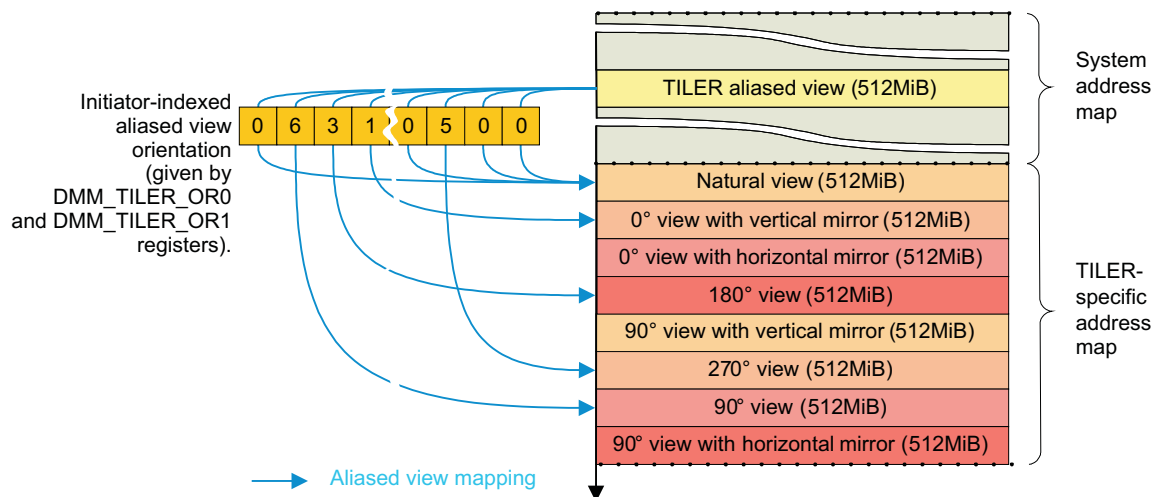 TILER aliased view (512MiB)
System
address
map
Initiator-indexed
aliased view
orientation
(given by
DMM_TILER_OR0
and DMM_TILER_OR1
registers).
0 6 3 1 0 5 0 0
Natural view (512MiB)
0° view with vertical mirror (512MiB)
0° view with horizontal mirror (512MiB)
180° view (512MiB)
90° view with vertical mirror (512MiB)
270° view (512MiB)
90° view (512MiB)
90° view with horizontal mirror (512MiB)
TILER-
specific
address
map
Aliased view mapping